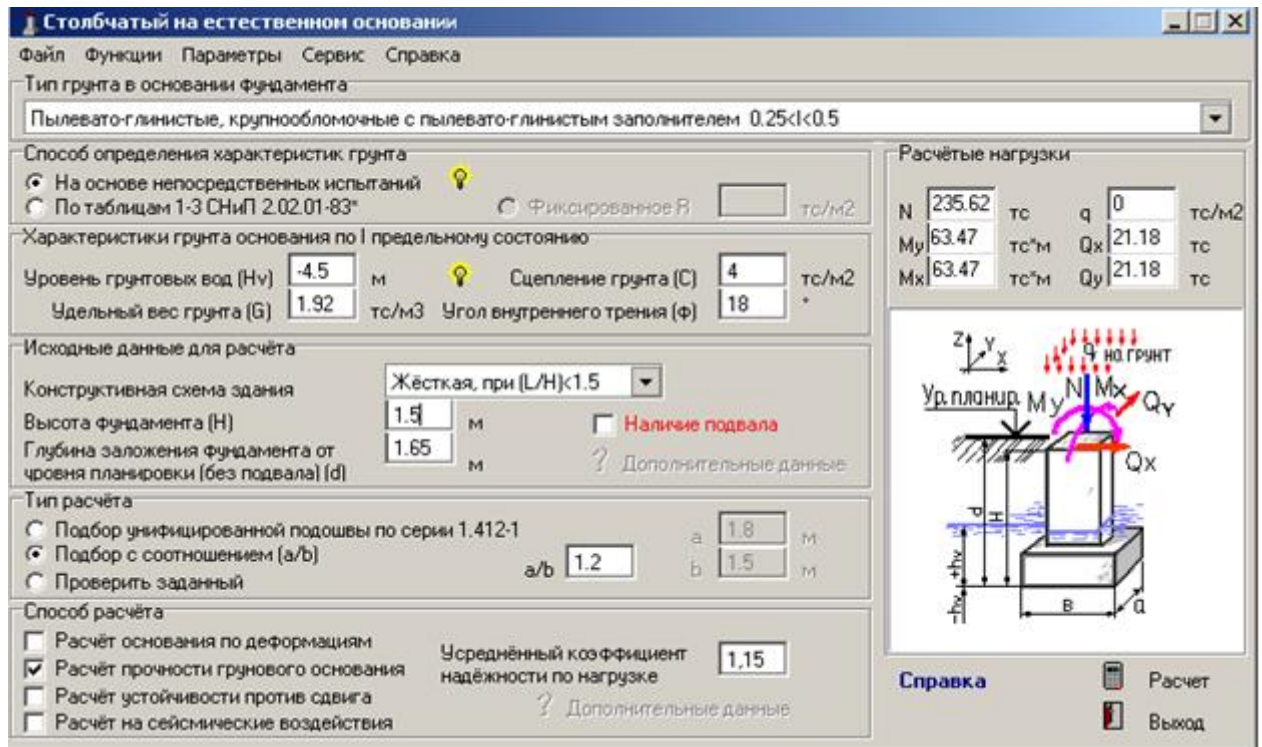 Столбчатый на естественном основании
Файл Функции Параметры Сервис Справка
Тип грунта в основании фундамента
Пылевато-глинистые, крупнообломочные с пылевато-глинистым заполнителем 0.25<I<0.5
Способ определения характеристик грунта
На основе непосредственных испытаний
По таблицам 1-3 СНиП 2.02.01-83* Фиксированное R тс/м2
Характеристики грунта основания по I предельному состоянию
Уровень грунтовых вод (Hv) -4.5 м Сцепление грунта (С) 4 тс/м2
Удельный вес грунта (G) 1.92 тс/м3 Угол внутреннего трения (ф) 18 °
Исходные данные для расчёта
Конструктивная схема здания Жёсткая, при (L/H)<1.5
Высота фундамента (H) 1.5 м Наличие подвала
Глубина заложения фундамента от
уровня планировки (без подвала) (d) 1.65 м ? Дополнительные данные
Тип расчёта
Подбор унифицированной подошвы по серии 1.412-1 a 1.8 м
Подбор с соотношением (a/b) a/b 1.2 b 1.5 м
Проверить заданный
Способ расчёта
Расчёт основания по деформациям
Расчёт прочности грунового основания
Расчёт устойчивости против сдвига
Расчёт на сейсмические воздействия
Усреднённый коэффициент
надёжности по нагрузке 1,15
? Дополнительные данные
Расчётые нагрузки
N 235.62 тс q 0 тс/м2
My 63.47 тс*м Qx 21.18 тс
Mx 63.47 тс*м Qy 21.18 тс
Z Y X
q на грунт
Ур. планир. My N Mx Qy
Qx
d H
+hv
-hv B a
Справка Расчет
Выход